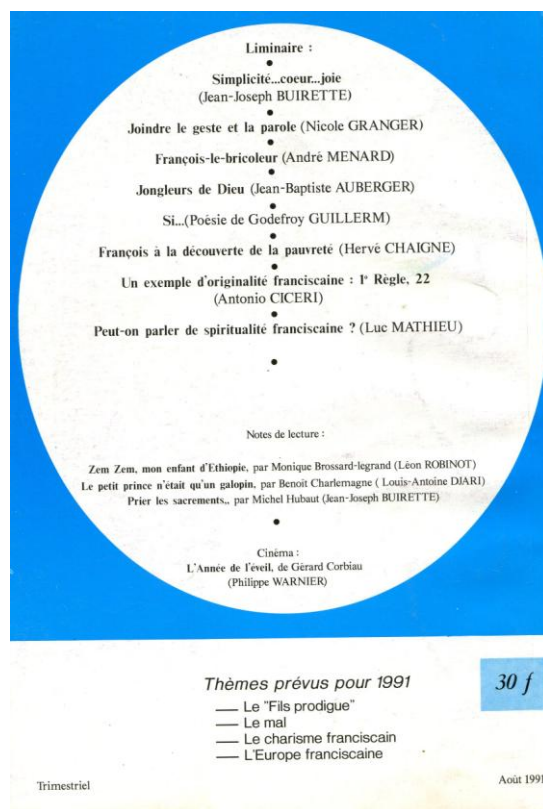 Liminaire :
•
Simplicité...coeur...joie
(Jean-Joseph BUIRETTE)
•
Joindre le geste et la parole (Nicole GRANGER)
•
François-le-bricoleur (André MENARD)
•
Jongleurs de Dieu (Jean-Baptiste AUBERGER)
•
Si...(Poésie de Godefroy GUILLERM)
•
François à la découverte de la pauvreté (Hervé CHAIGNE)
•
Un exemple d'originalité franciscaine : 1e Règle, 22
(Antonio CICERI)
•
Peut-on parler de spiritualité franciscaine ? (Luc MATHIEU)
•
Notes de lecture :
Zem Zem, mon enfant d'Ethiopie, par Monique Brossard-legrand (Léon ROBINOT)
Le petit prince n'était qu'un galopin, par Benoit Charlemagne ( Louis-Antoine DJARI)
Prier les sacrements,, par Michel Hubaut (Jean-Joseph BUIRETTE)
•
Cinéma :
L'Année de l'éveil, de Gérard Corbiau
(Philippe WARNIER)
Thèmes prévus pour 1991
— Le "Fils prodigue"
— Le mal
— Le charisme franciscain
— L'Europe franciscaine
30 f
Trimestriel
Août 1991